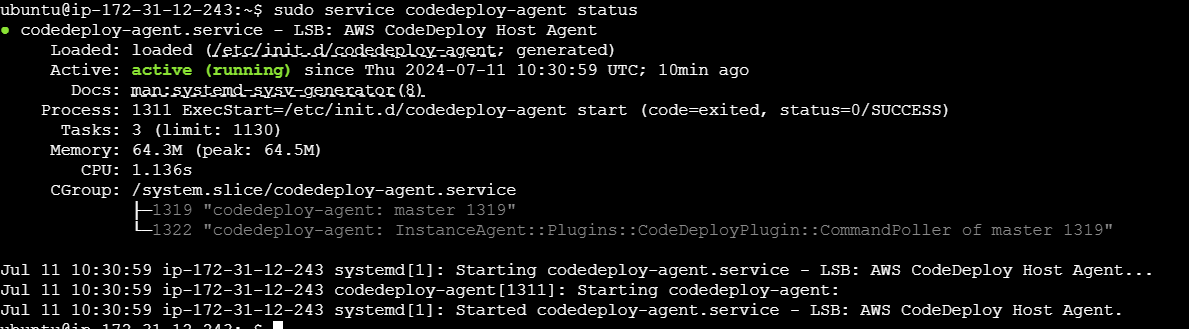 ubuntu@ip-172-31-12-243:~$ sudo service codedeploy-agent status
● codedeploy-agent.service - LSB: AWS CodeDeploy Host Agent
Loaded: loaded (/etc/init.d/codedeploy-agent; generated)
Active: active (running) since Thu 2024-07-11 10:30:59 UTC; 10min ago
Docs: man:systemd-sysv-generator(8)
Process: 1311 ExecStart=/etc/init.d/codedeploy-agent start (code=exited, status=0/SUCCESS)
Tasks: 3 (limit: 1130)
Memory: 64.3M (peak: 64.5M)
CPU: 1.136s
CGroup: /system.slice/codedeploy-agent.service
├─1319 "codedeploy-agent: master 1319"
└─1322 "codedeploy-agent: InstanceAgent::Plugins::CodeDeployPlugin::CommandPoller of master 1319"
Jul 11 10:30:59 ip-172-31-12-243 systemd[1]: Starting codedeploy-agent.service - LSB: AWS CodeDeploy Host Agent...
Jul 11 10:30:59 ip-172-31-12-243 codedeploy-agent[1311]: Starting codedeploy-agent:
Jul 11 10:30:59 ip-172-31-12-243 systemd[1]: Started codedeploy-agent.service - LSB: AWS CodeDeploy Host Agent.
ubuntu@ip-172-31-12-243:~$